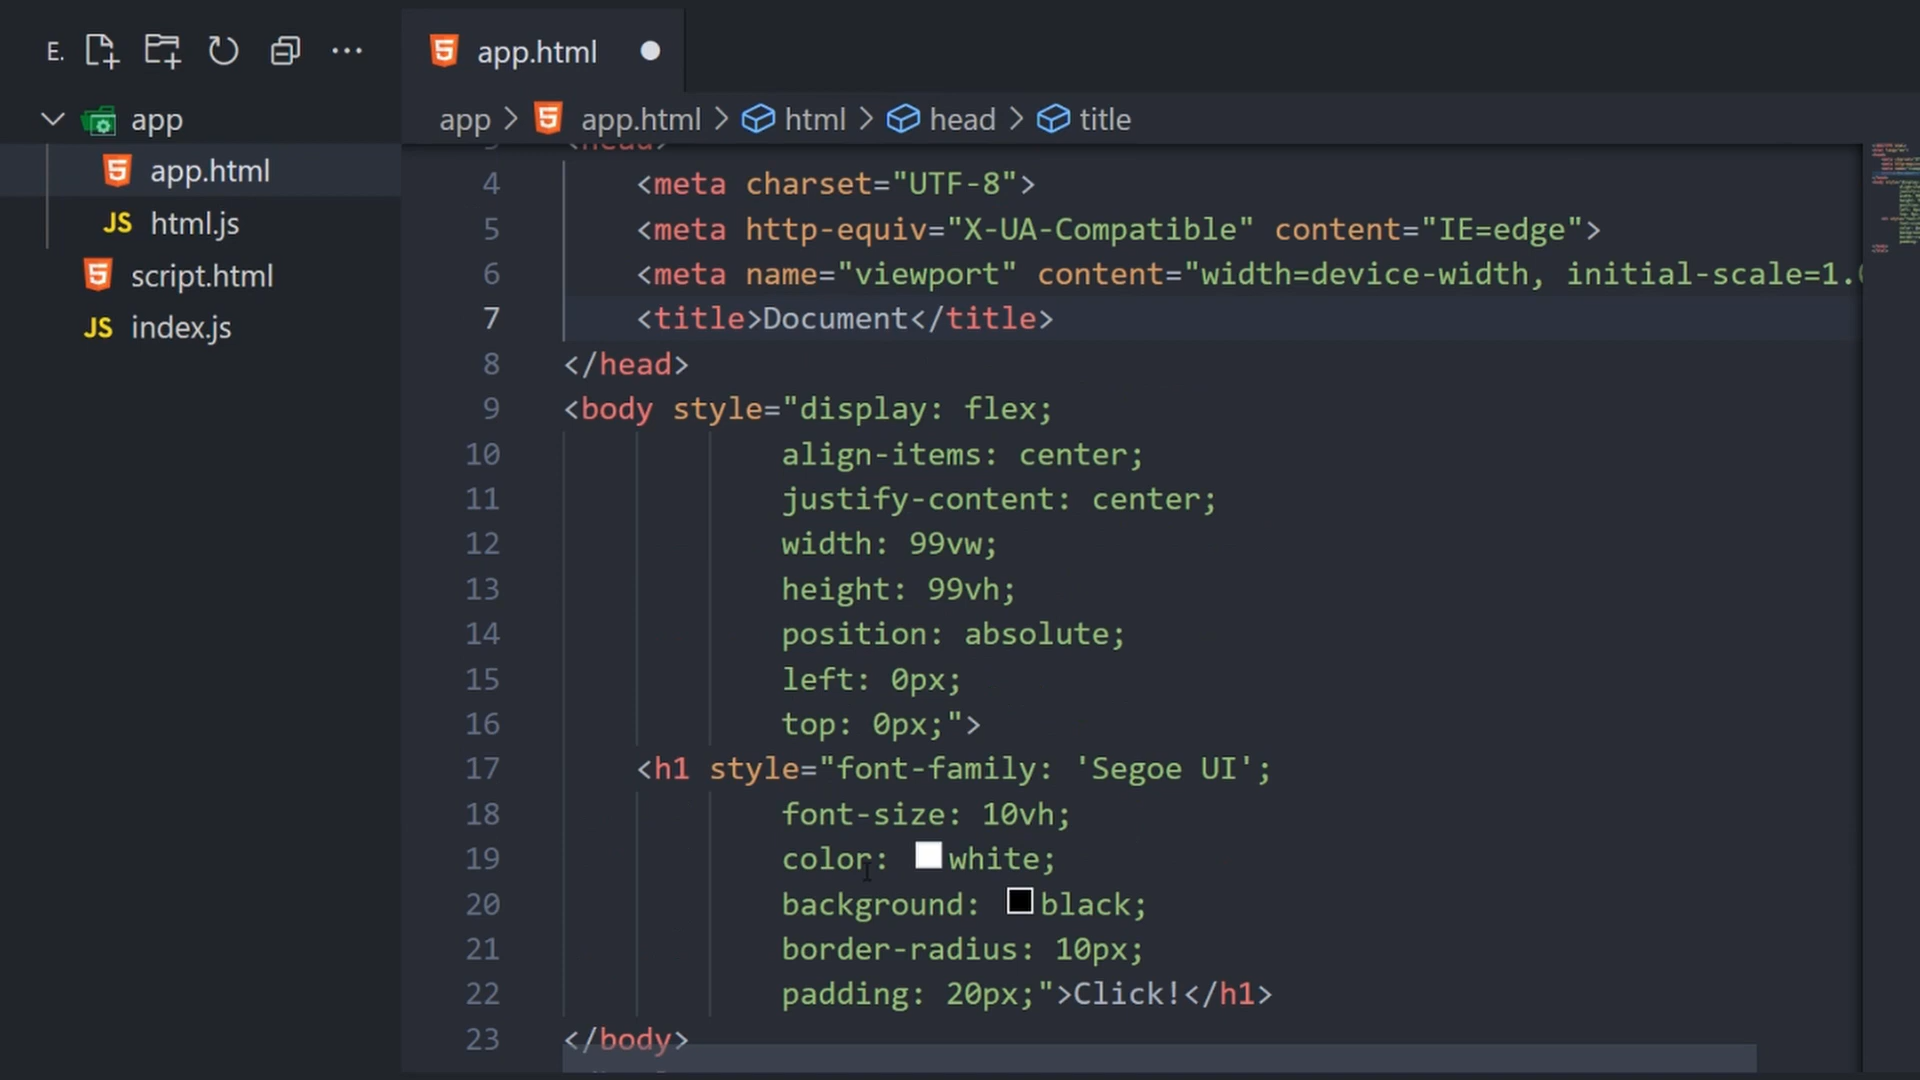 E.
app.html
app > app.html > html > head > title
app
app.html
JS html.js
script.html
JS index.js
<head>
4 <meta charset="UTF-8">
5 <meta http-equiv="X-UA-Compatible" content="IE=edge">
6 <meta name="viewport" content="width=device-width, initial-scale=1.0
7 <title>Document</title>
8 </head>
9 <body style="display: flex;
10 align-items: center;
11 justify-content: center;
12 width: 99vw;
13 height: 99vh;
14 position: absolute;
15 left: 0px;
16 top: 0px;">
17 <h1 style="font-family: 'Segoe UI';
18 font-size: 10vh;
19 color: white;
20 background: black;
21 border-radius: 10px;
22 padding: 20px;">Click!</h1>
23 </body>